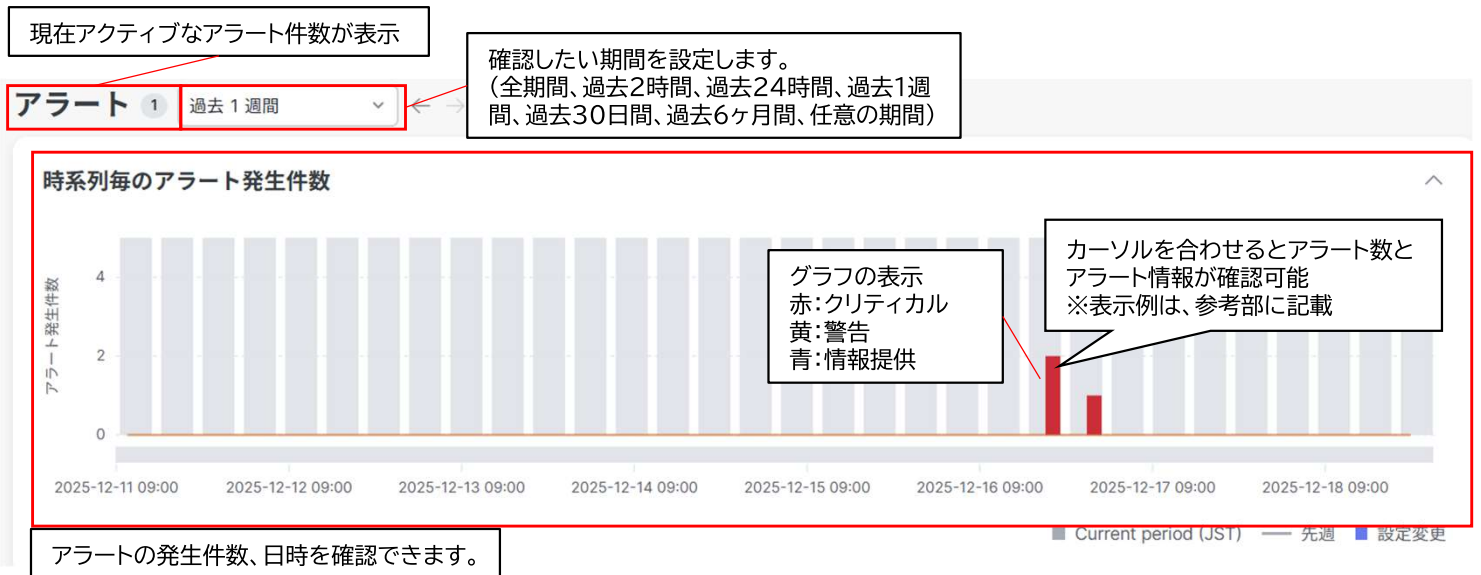 現在アクティブなアラート件数が表示
確認したい期間を設定します。
（全期間、過去2時間、過去24時間、過去1週
間、過去30日間、過去6ヶ月間、任意の期間）
アラート 1 過去 1 週間
時系列毎のアラート発生件数
カーソルを合わせるとアラート数と
アラート情報が確認可能
※表示例は、参考部に記載
グラフの表示
赤：クリティカル
黄：警告
青：情報提供
アラート発生件数
4
2
0
2025-12-11 09:00 2025-12-12 09:00 2025-12-13 09:00 2025-12-14 09:00 2025-12-15 09:00 2025-12-16 09:00 2025-12-17 09:00 2025-12-18 09:00
Current period (JST) 先週 設定変更
アラートの発生件数、日時を確認できます。